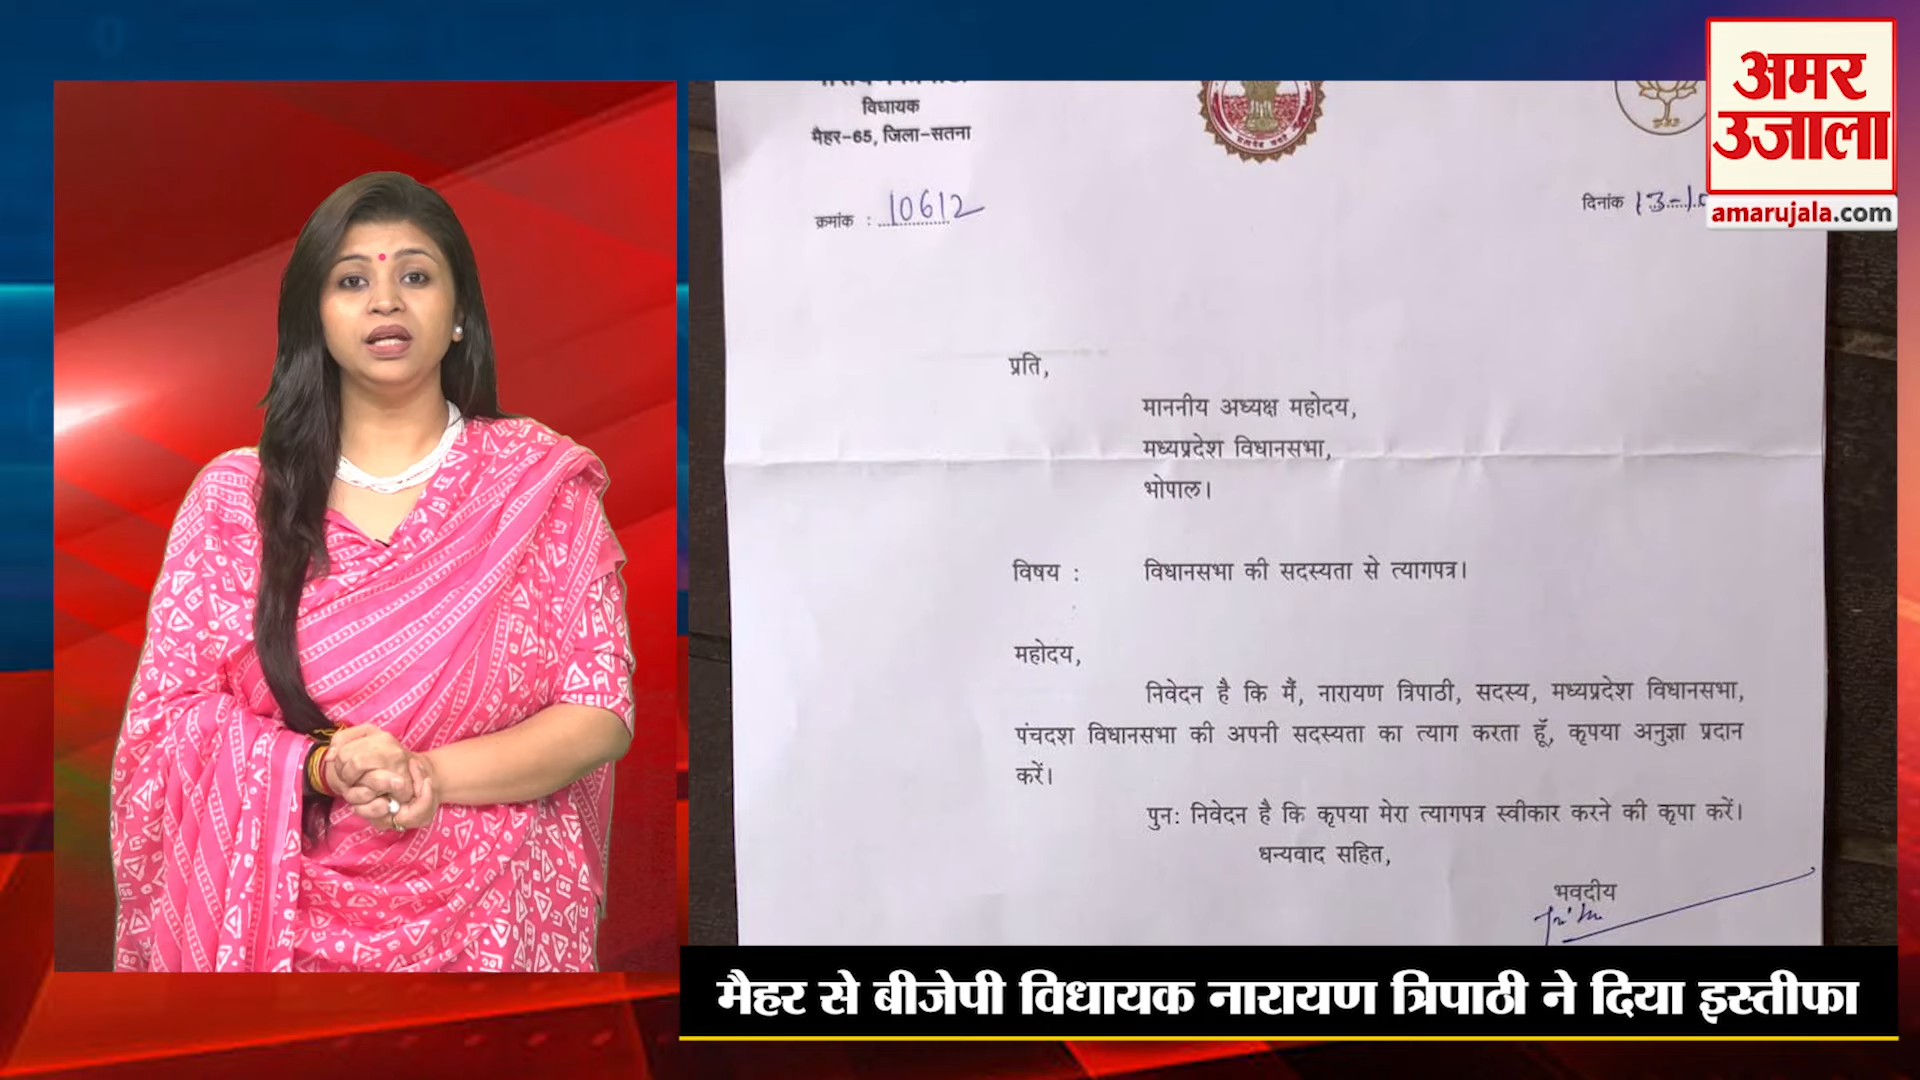 अमर
उजाला
amarujala.com
विधायक
मैहर-65, जिला-सतना
क्रमांक : 10612
दिनांक 13-10
प्रति,
माननीय अध्यक्ष महोदय,
मध्यप्रदेश विधानसभा,
भोपाल।
विषय : विधानसभा की सदस्यता से त्यागपत्र।
महोदय,
निवेदन है कि मैं, नारायण त्रिपाठी, सदस्य, मध्यप्रदेश विधानसभा,
पंचदश विधानसभा की अपनी सदस्यता का त्याग करता हूँ, कृपया अनुज्ञा प्रदान
करें।
पुन: निवेदन है कि कृपया मेरा त्यागपत्र स्वीकार करने की कृपा करें।
धन्यवाद सहित,
भवदीय
मैहर से बीजेपी विधायक नारायण त्रिपाठी ने दिया इस्तीफा